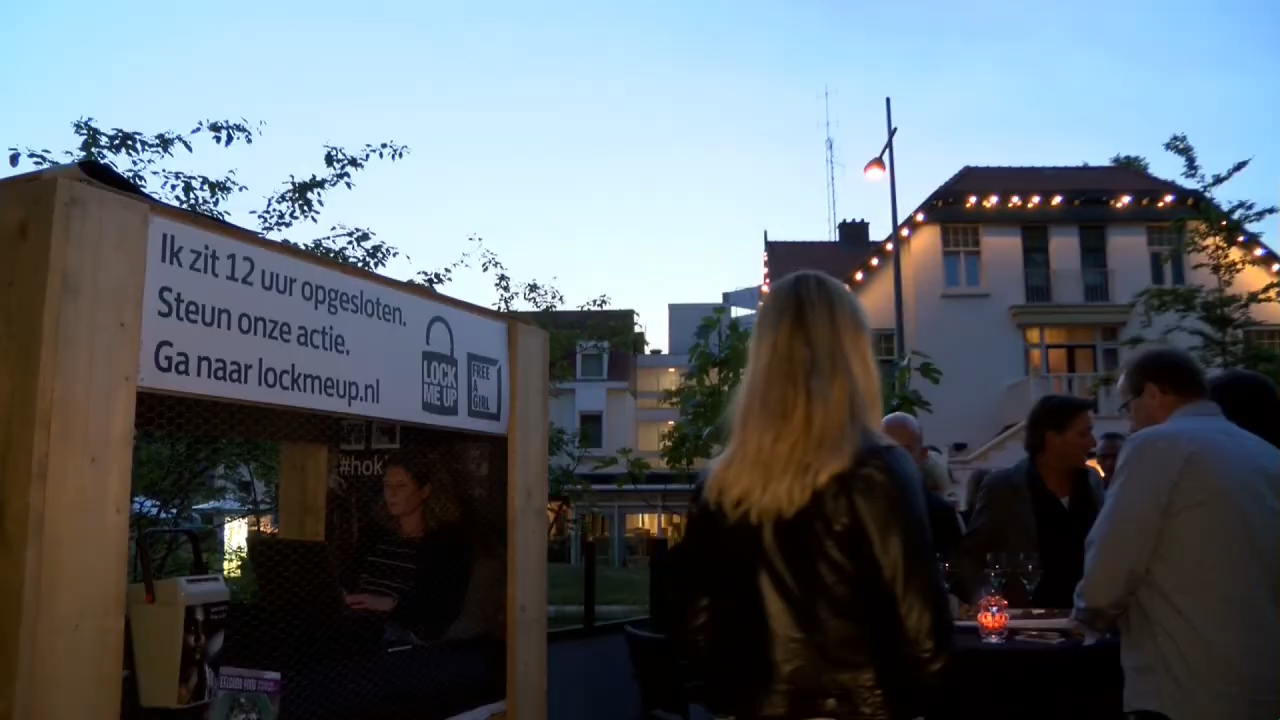 Ik zit 12 uur opgesloten.
Steun onze actie.
Ga naar lockmeup.nl
LOCK
ME UP
FREE
A
GIRL
#hok